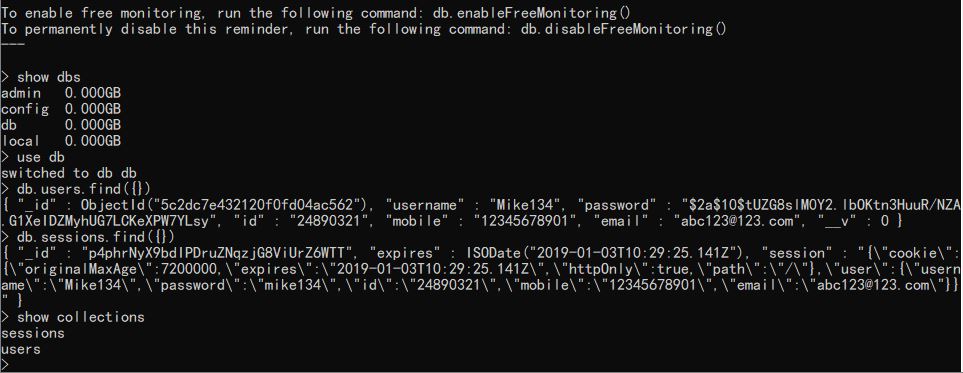 To enable free monitoring, run the following command: db.enableFreeMonitoring()
To permanently disable this reminder, run the following command: db.disableFreeMonitoring()
---
> show dbs
admin   0.000GB
config  0.000GB
db      0.000GB
local   0.000GB
> use db
switched to db db
> db.users.find({})
{ "_id" : ObjectId("5c2dc7e432120f0fd04ac562"), "username" : "Mike134", "password" : "$2a$10$tUZG8slMOY2.lbOKtn3HuuR/NZA
.G1XeIDZMyhUG7LCKeXPW7YLsy", "id" : "24890321", "mobile" : "12345678901", "email" : "abc123@123.com", "__v" : 0 }
> db.sessions.find({})
{ "_id" : "p4phrNyX9bdIPDruZNqzjG8ViUrZ6WTT", "expires" : ISODate("2019-01-03T10:29:25.141Z"), "session" : "{\"cookie\":
{\"originalMaxAge\":7200000,\"expires\":\"2019-01-03T10:29:25.141Z\",\"httpOnly\":true,\"path\":\"/\"},\"user\":{\"usern
ame\":\"Mike134\",\"password\":\"mike134\",\"id\":\"24890321\",\"mobile\":\"12345678901\",\"email\":\"abc123@123.com\"}}
" }
> show collections
sessions
users
>